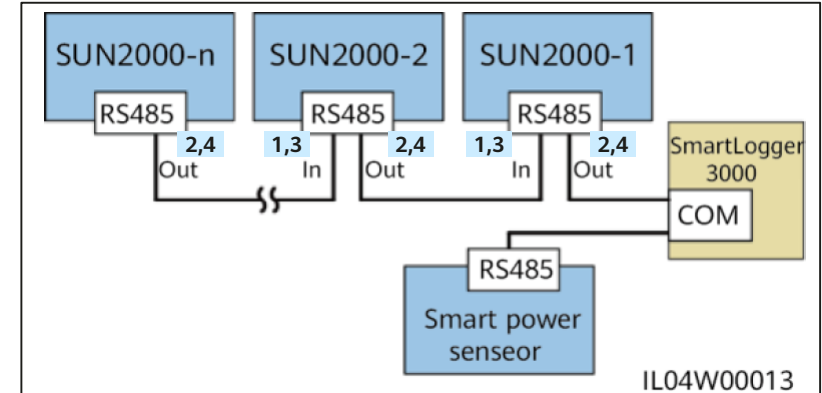 SUN2000-n
SUN2000-2
SUN2000-1
RS485
RS485
RS485
2,4
1,3
2,4
1,3
2,4
Out
In
Out
In
Out
SmartLogger
3000
COM
RS485
Smart power
senseor
IL04W00013